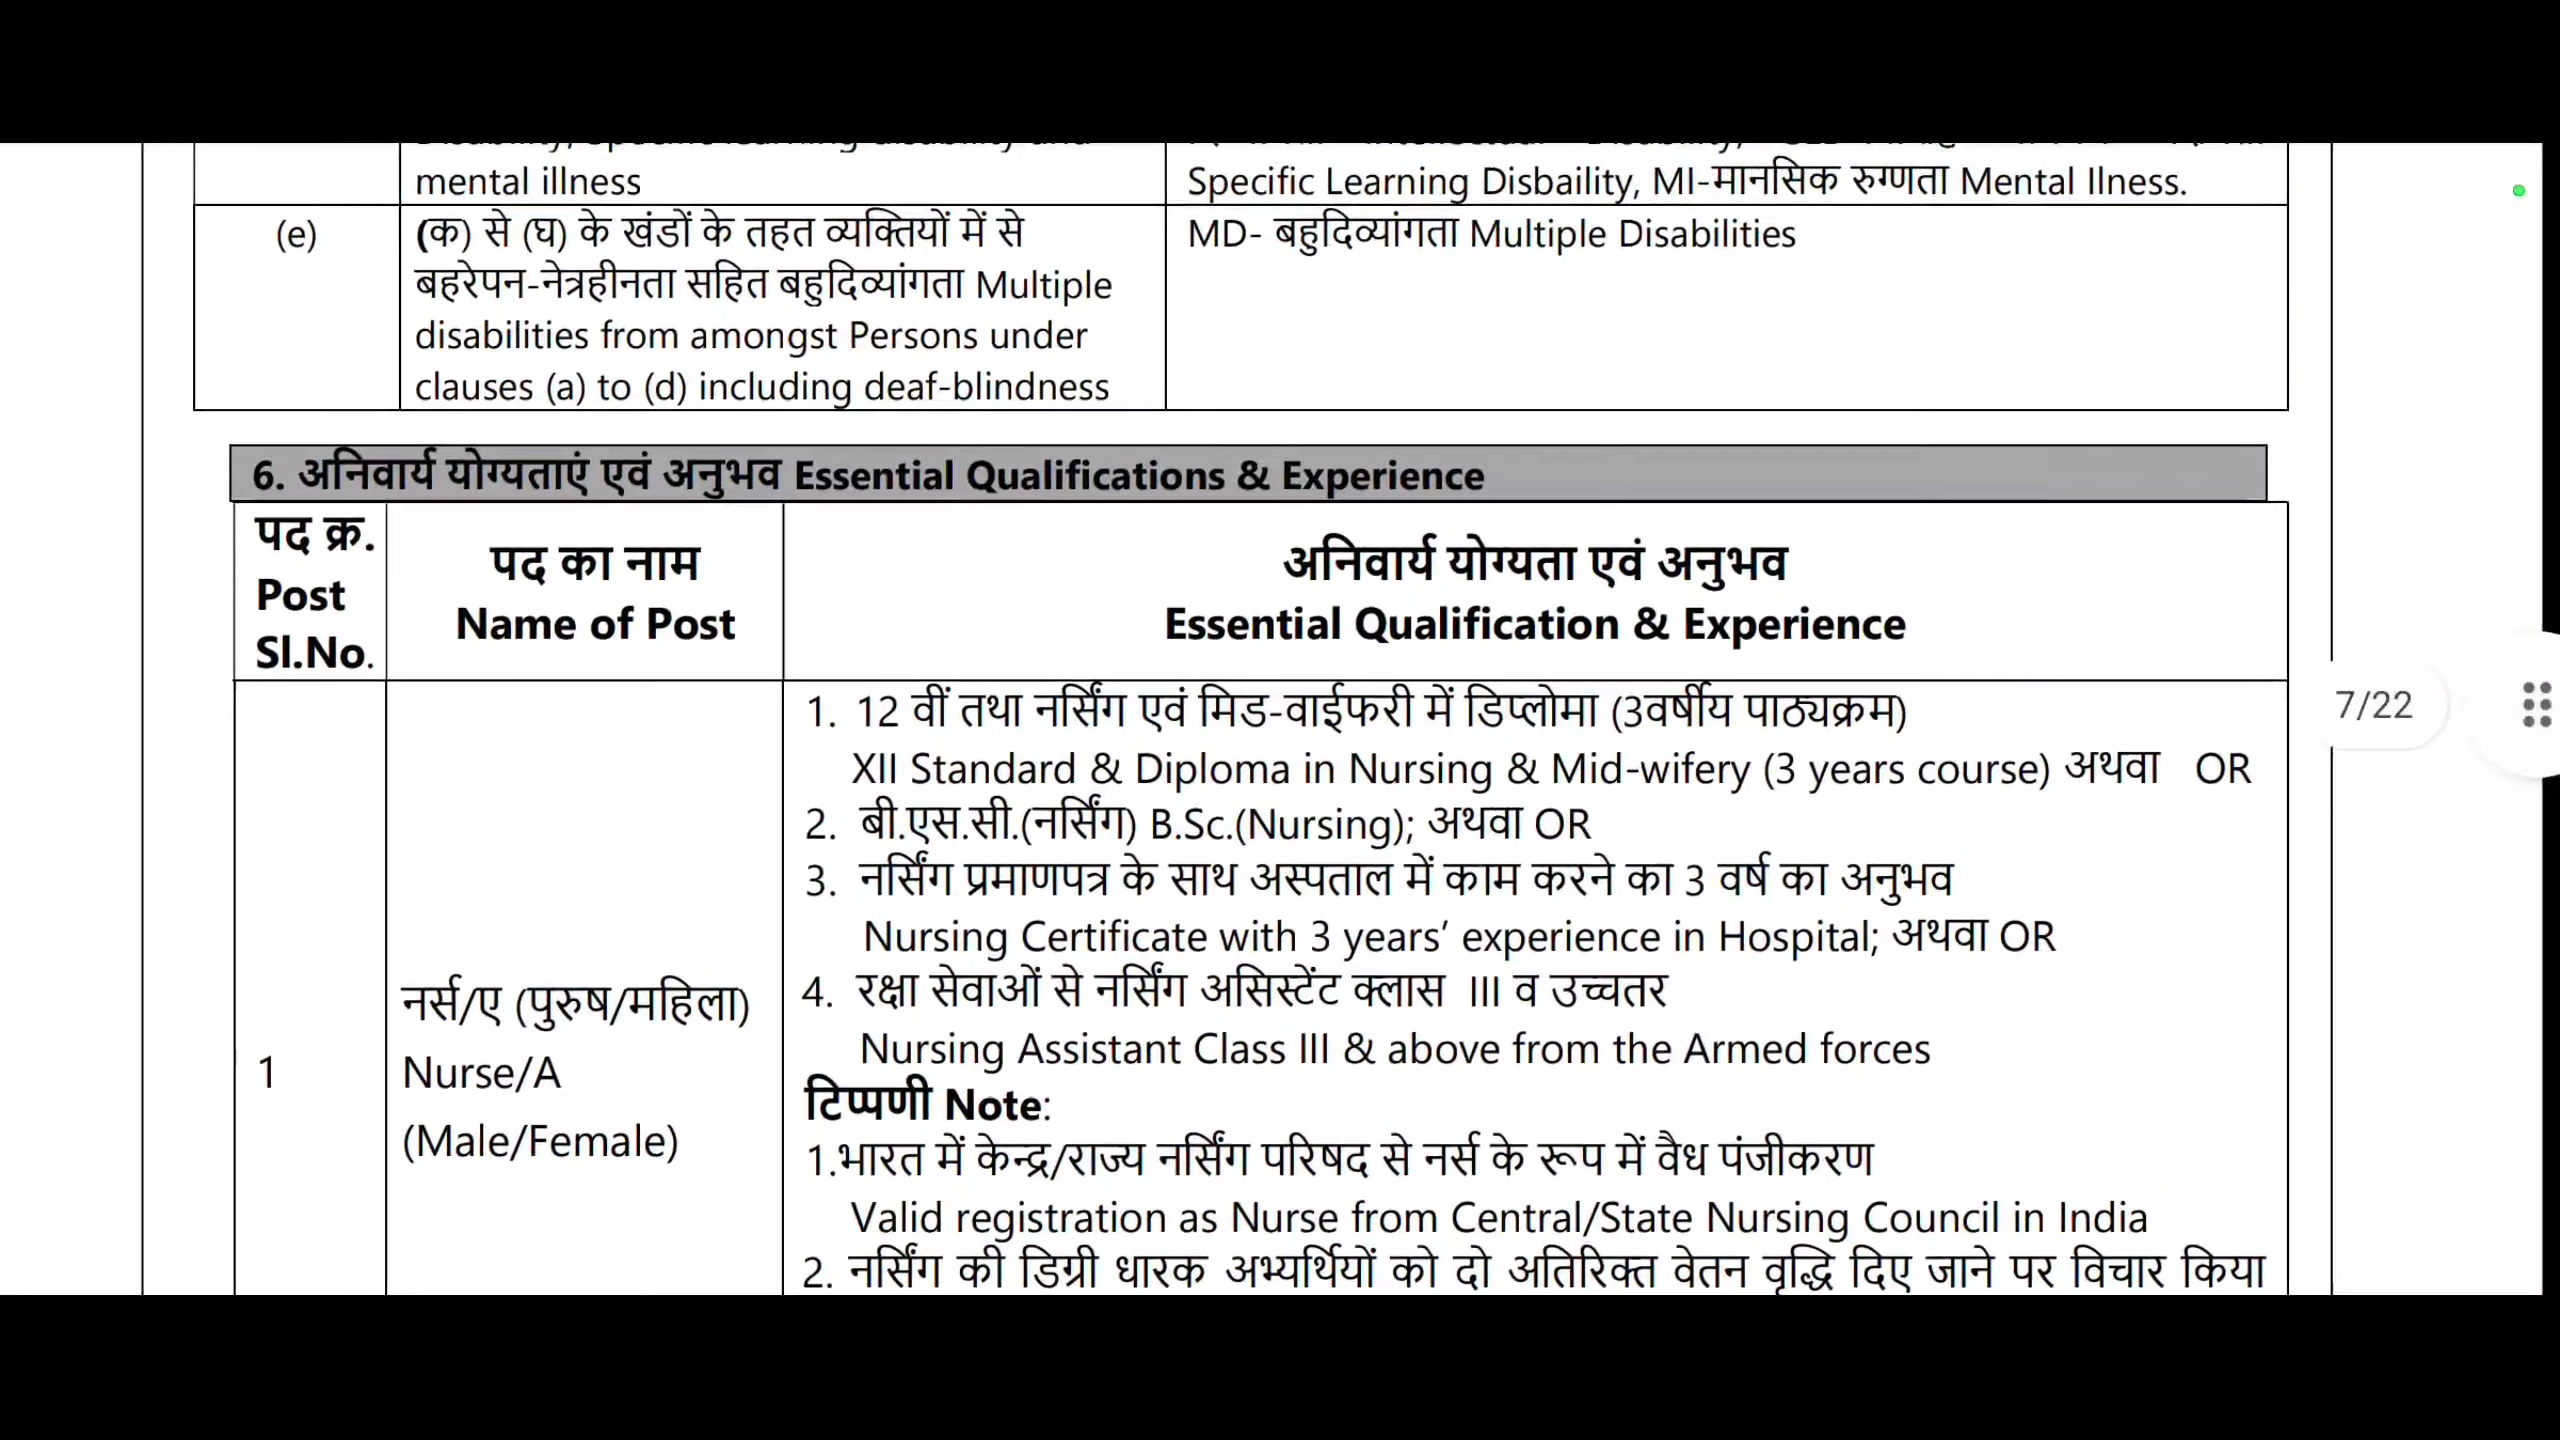 mental illness
Specific Learning Disbaility, MI-मानसिक रुग्णता Mental Ilness.
(e)
(क) से (घ) के खंडों के तहत व्यक्तियों में से
बहरेपन-नेत्रहीनता सहित बहुदिव्यांगता Multiple
disabilities from amongst Persons under
clauses (a) to (d) including deaf-blindness
MD- बहुदिव्यांगता Multiple Disabilities
6. अनिवार्य योग्यताएं एवं अनुभव Essential Qualifications & Experience
पद क्र.
Post
Sl.No.
पद का नाम
Name of Post
अनिवार्य योग्यता एवं अनुभव
Essential Qualification & Experience
1
नर्स/ए (पुरुष/महिला)
Nurse/A
(Male/Female)
1. 12 वीं तथा नर्सिंग एवं मिड-वाईफरी में डिप्लोमा (3वर्षीय पाठ्यक्रम)
XII Standard & Diploma in Nursing & Mid-wifery (3 years course) अथवा OR
2. बी.एस.सी.(नर्सिंग) B.Sc.(Nursing); अथवा OR
3. नर्सिंग प्रमाणपत्र के साथ अस्पताल में काम करने का 3 वर्ष का अनुभव
Nursing Certificate with 3 years’ experience in Hospital; अथवा OR
4. रक्षा सेवाओं से नर्सिंग असिस्टेंट क्लास III व उच्चतर
Nursing Assistant Class III & above from the Armed forces
टिप्पणी Note:
1.भारत में केन्द्र/राज्य नर्सिंग परिषद से नर्स के रूप में वैध पंजीकरण
Valid registration as Nurse from Central/State Nursing Council in India
2. नर्सिंग की डिग्री धारक अभ्यर्थियों को दो अतिरिक्त वेतन वृद्धि दिए जाने पर विचार किया
7/22